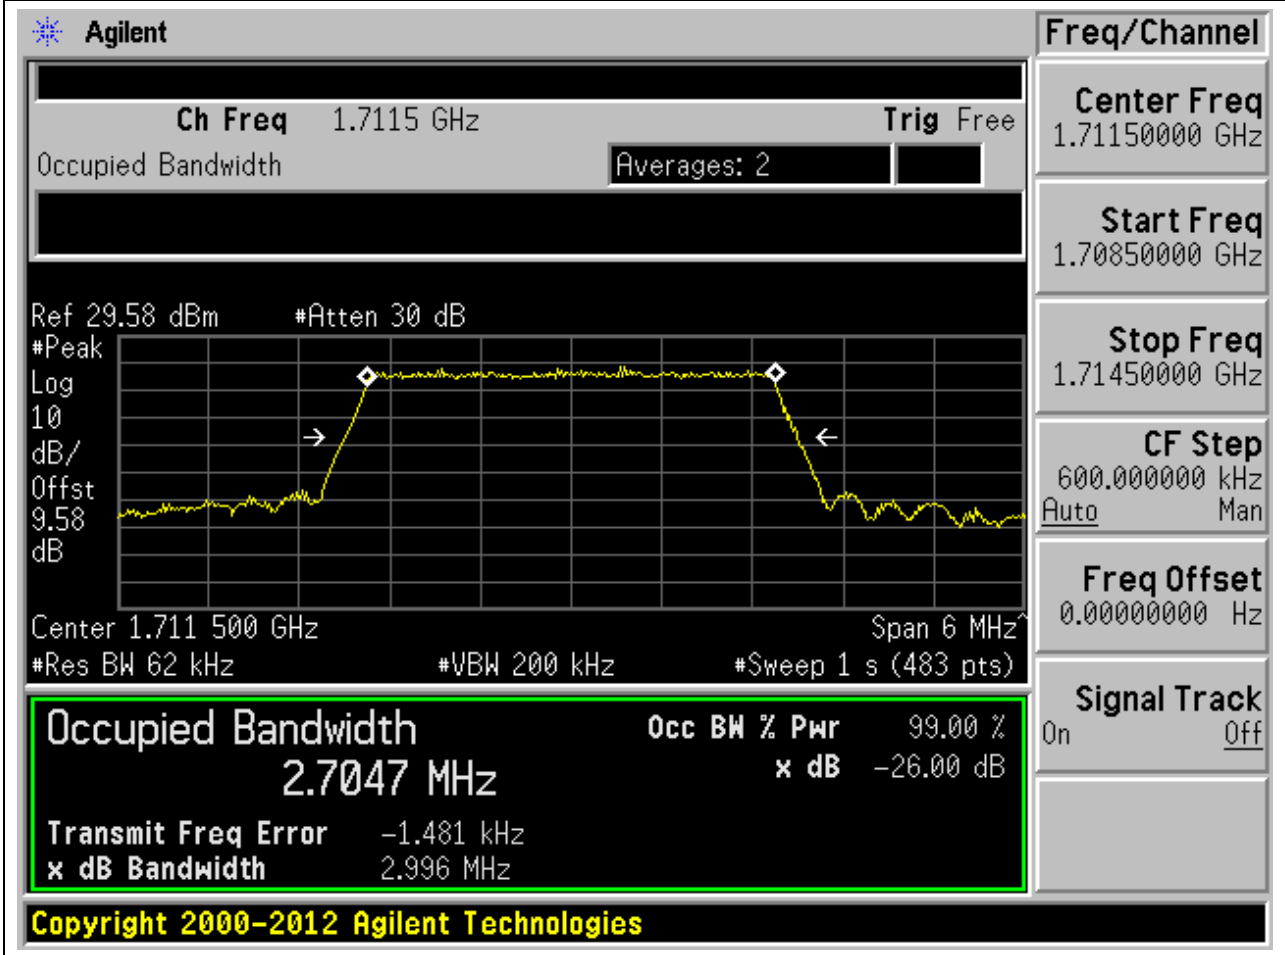 Agilent
Freq/Channel
Ch Freq 1.7115 GHz Trig Free
Occupied Bandwidth Averages: 2
Center Freq
1.71150000 GHz
Start Freq
1.70850000 GHz
Stop Freq
1.71450000 GHz
CF Step
600.000000 kHz
Auto Man
Freq Offset
0.00000000 Hz
Signal Track
On Off
Ref 29.58 dBm #Atten 30 dB
#Peak
Log
10
dB/
Offst
9.58
dB
Center 1.711 500 GHz Span 6 MHz^
#Res BW 62 kHz #VBW 200 kHz #Sweep 1 s (483 pts)
Occupied Bandwidth
2.7047 MHz
Occ BW % Pwr 99.00 %
x dB -26.00 dB
Transmit Freq Error -1.481 kHz
x dB Bandwidth 2.996 MHz
Copyright 2000-2012 Agilent Technologies